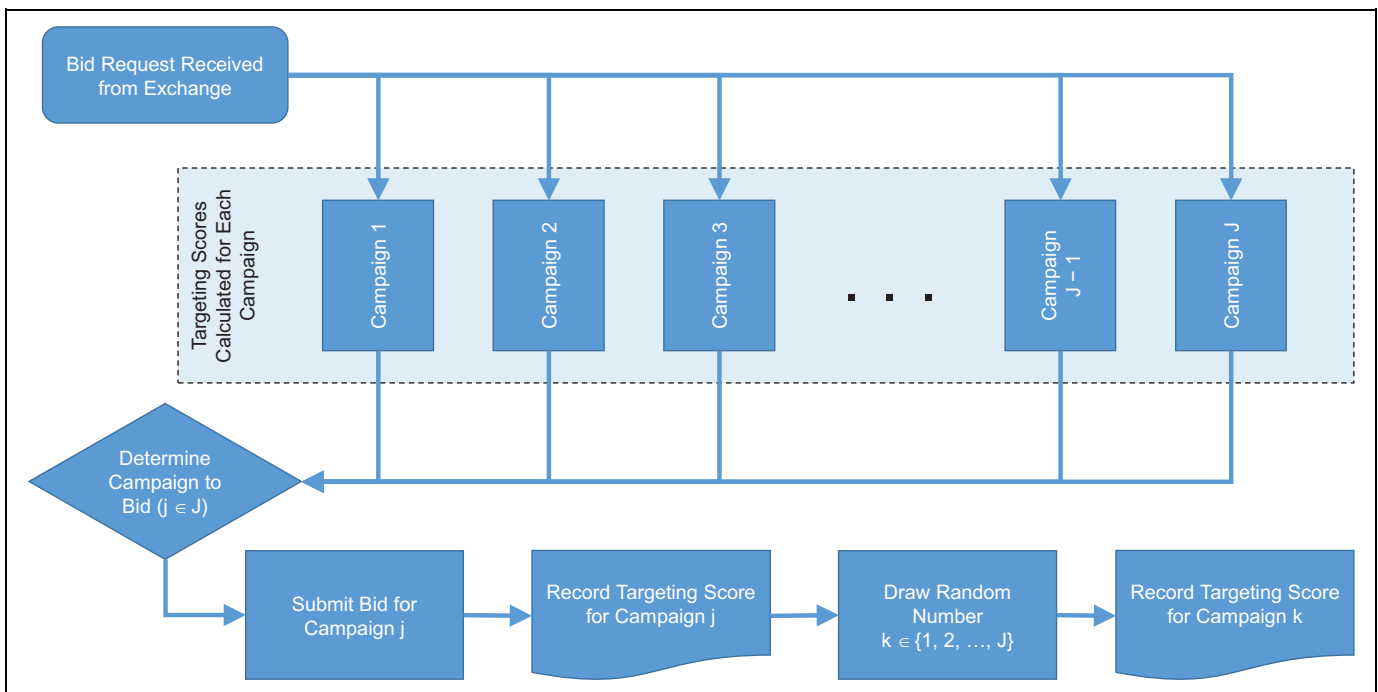 Bid Request Received
from Exchange
Targeting Scores
Calculated for Each
Campaign
Campaign 1
Campaign 2
Campaign 3
. . .
Campaign
J – 1
Campaign J
Determine
Campaign to
Bid (j ∈ J)
Submit Bid for
Campaign j
Record Targeting Score
for Campaign j
Draw Random
Number
k ∈ {1, 2, …, J}
Record Targeting Score
for Campaign k